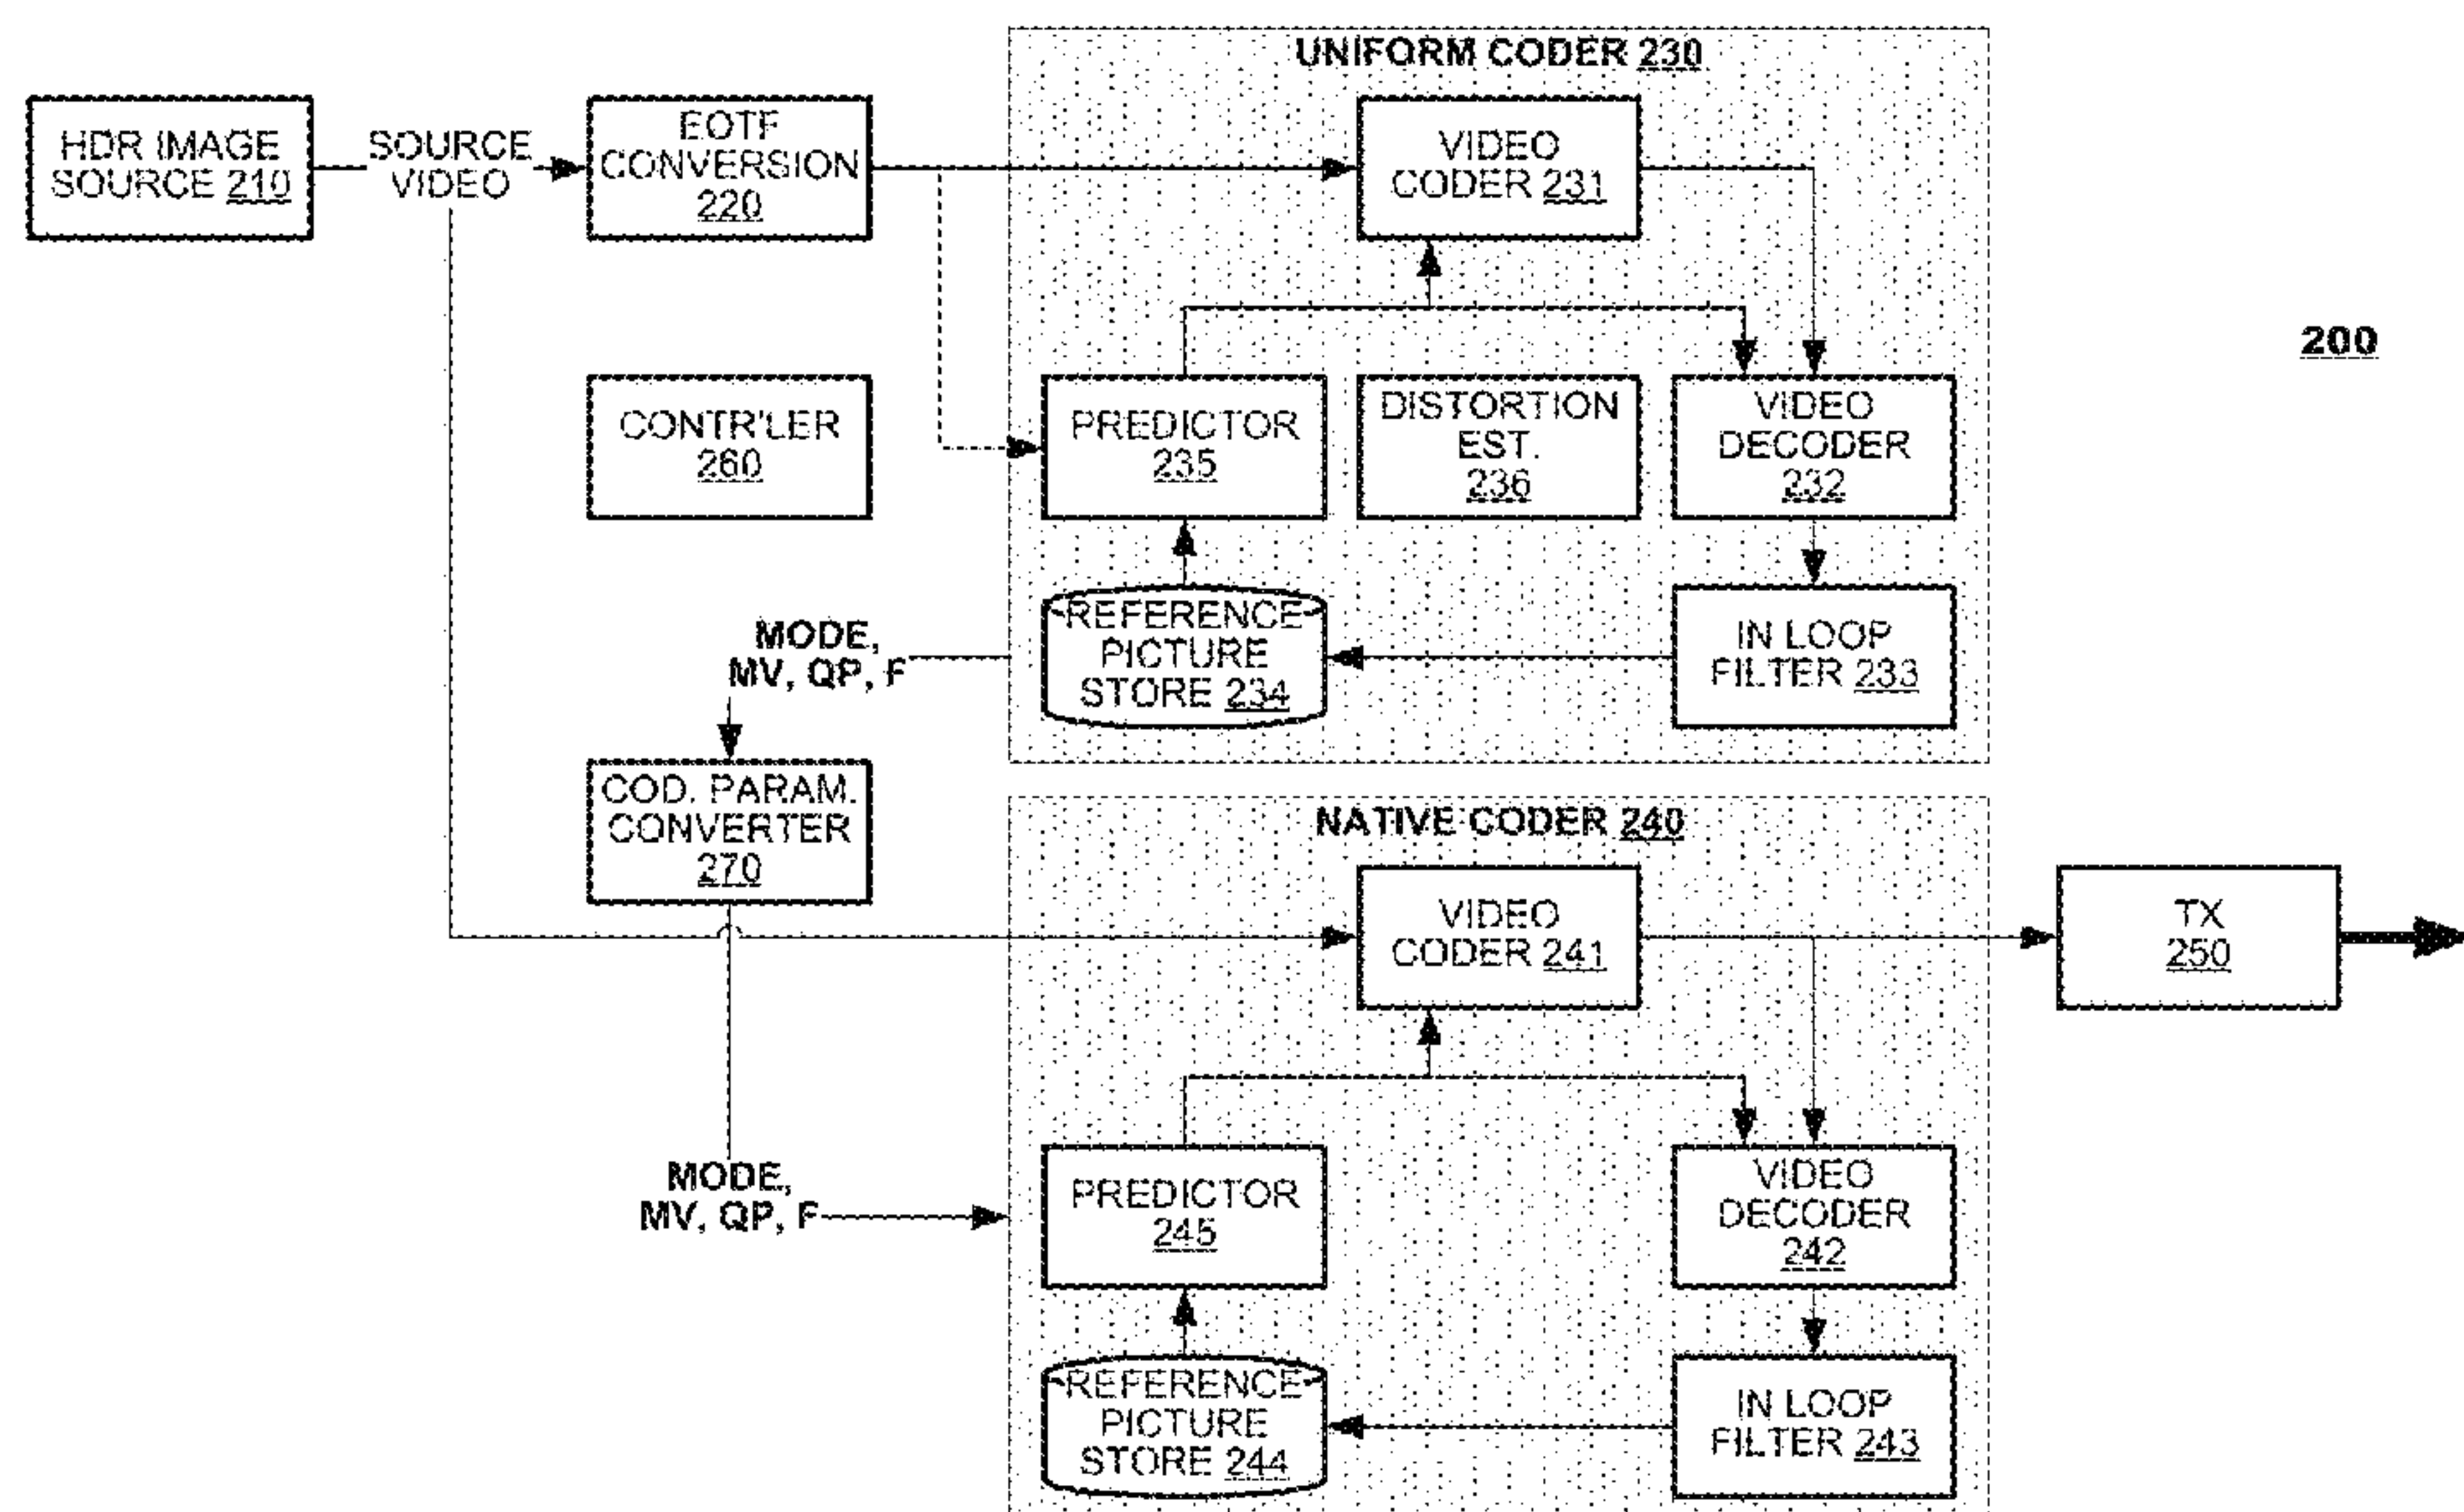 UNIFORM CODER 230
HDR IMAGE
SOURCE 210
SOURCE
VIDEO
EOTF
CONVERSION
220
VIDEO
CODER 231
200
CONTR'LER
260
PREDICTOR
235
DISTORTION
EST.
236
VIDEO
DECODER
232
MODE,
MV, QP, F
REFERENCE
PICTURE
STORE 234
IN LOOP
FILTER 233
COD. PARAM.
CONVERTER
270
NATIVE CODER 240
VIDEO
CODER 241
TX
250
MODE,
MV, QP, F
PREDICTOR
245
VIDEO
DECODER
242
REFERENCE
PICTURE
STORE 244
IN LOOP
FILTER 243